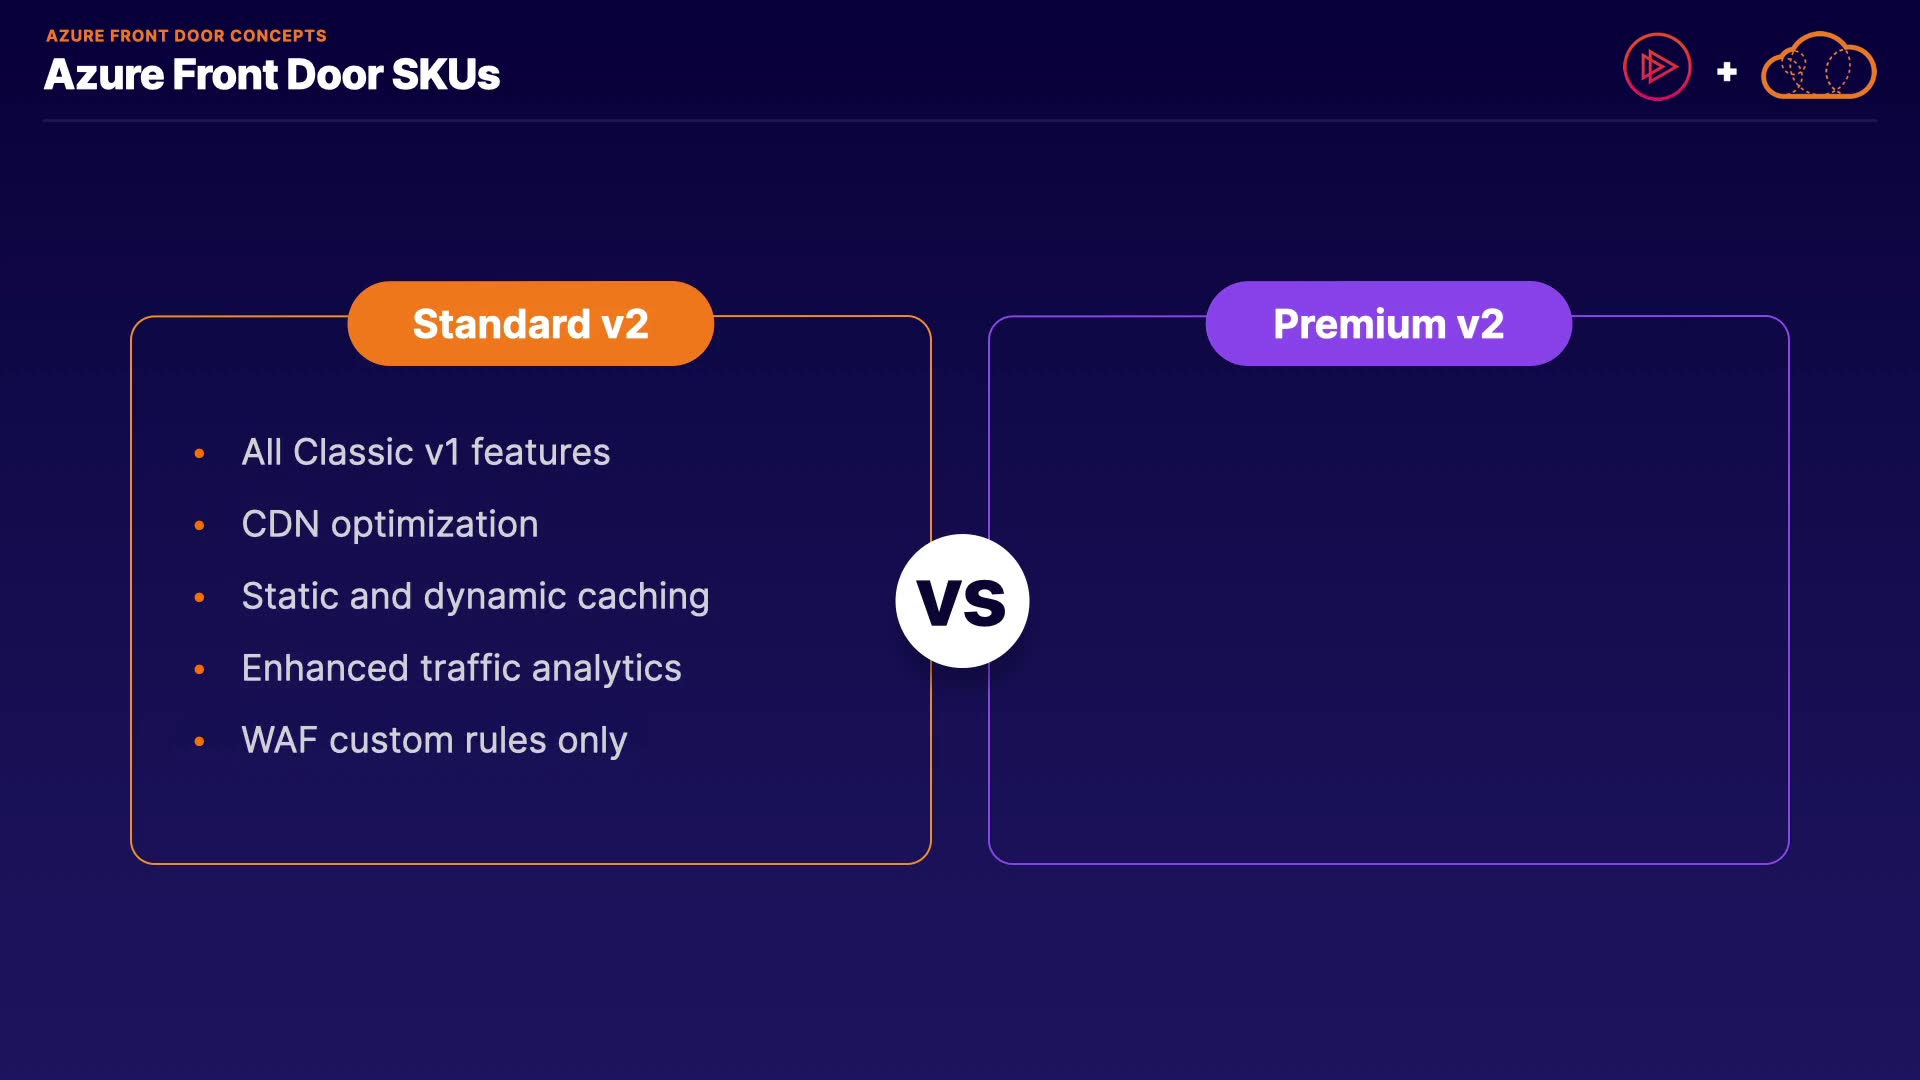 AZURE FRONT DOOR CONCEPTS
Azure Front Door SKUs
+
Standard v2
• All Classic v1 features
• CDN optimization
• Static and dynamic caching
• Enhanced traffic analytics
• WAF custom rules only
VS
Premium v2